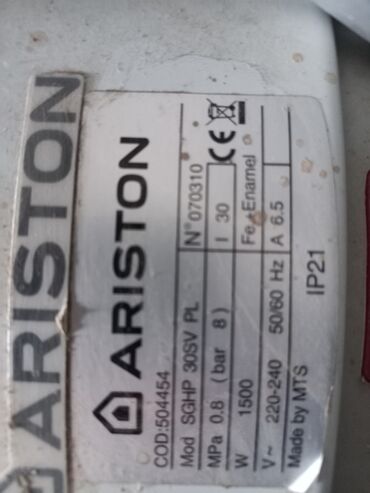 ARISTON
ARISTON
COD:504454
Mod SGHP 30SV PL N°070310
MPa 0.8 (bar 8) l 30 CE
W 1500 Fe+Enamel
V~ 220-240 50/60 Hz A 6.5
Made by MTS IP21